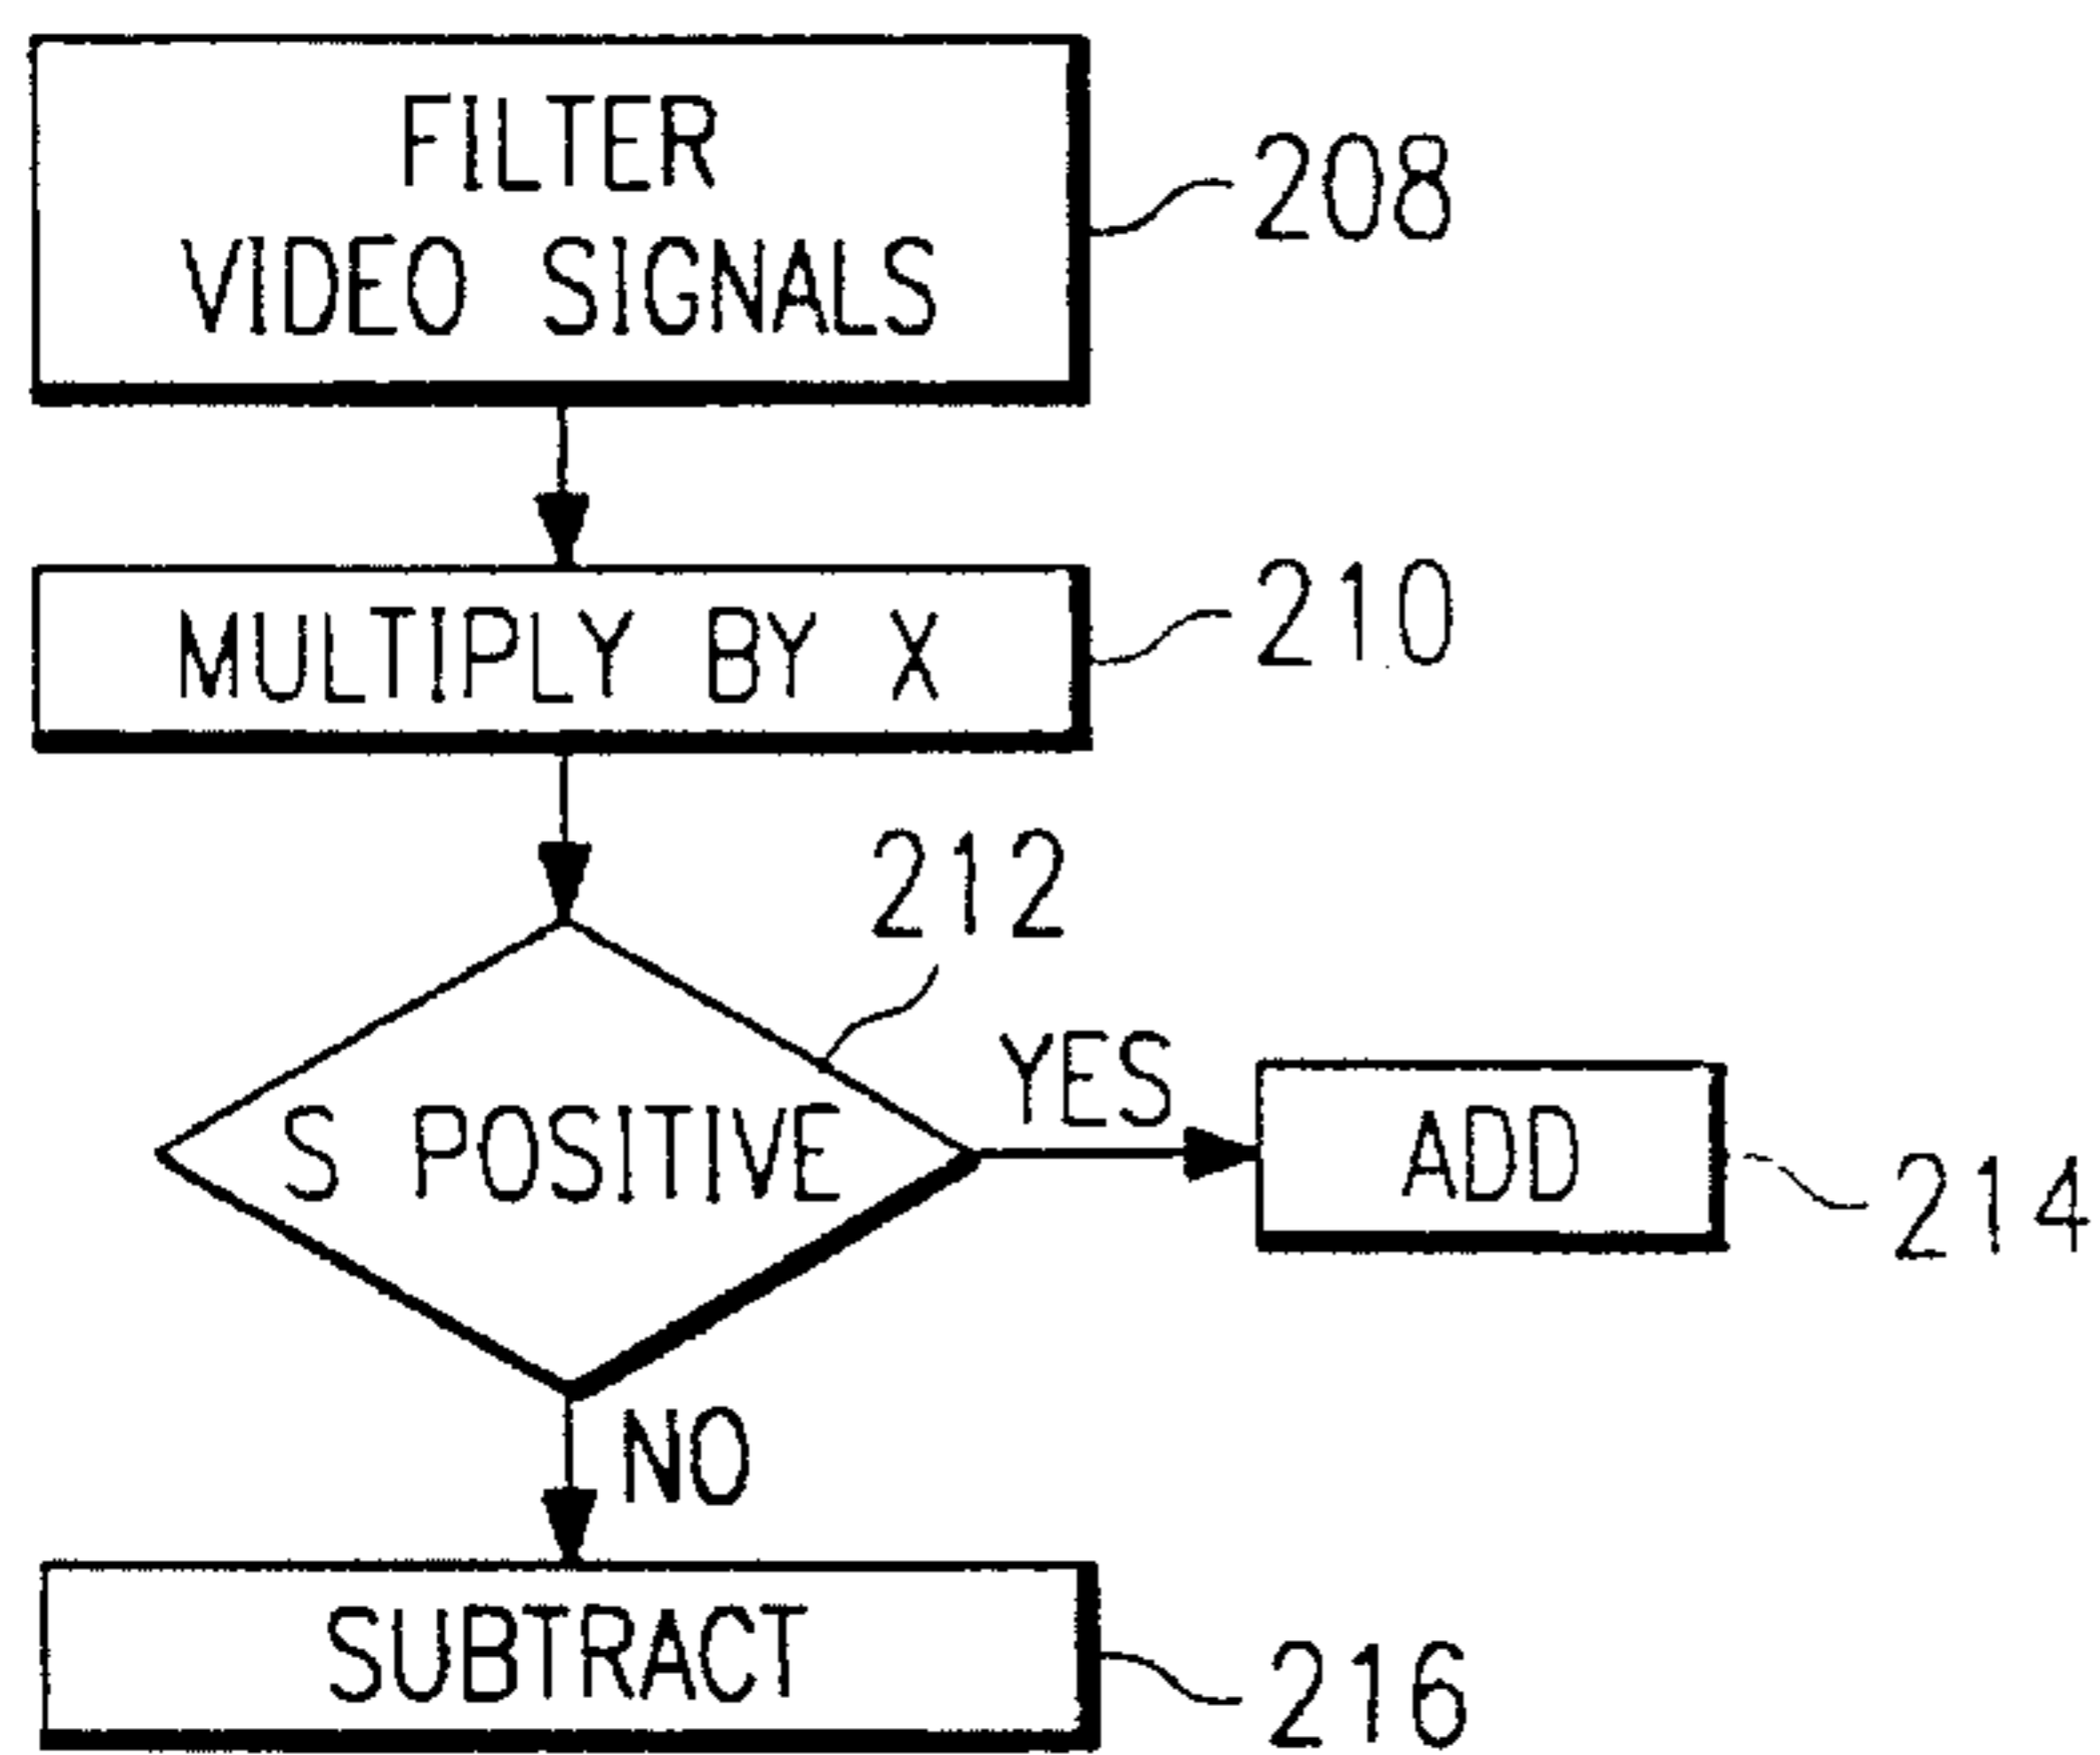 FILTER
VIDEO SIGNALS
208
MULTIPLY BY X
210
212
S POSITIVE
YES
ADD
214
NO
SUBTRACT
216